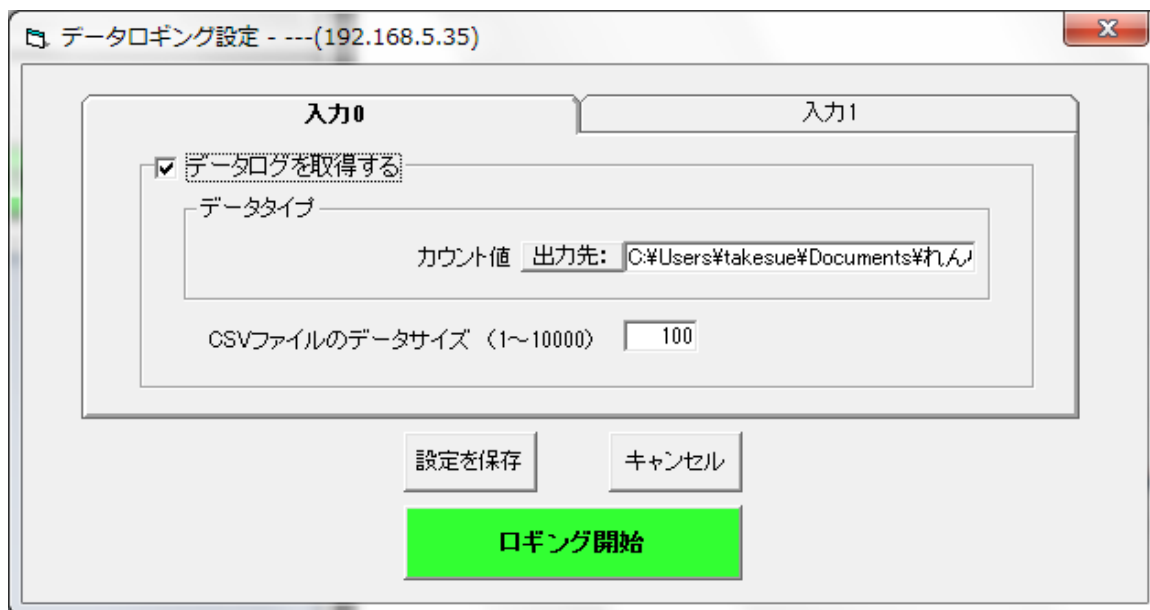 データロギング設定 - ---(192.168.5.35)
入力0
入力1
データログを取得する
データタイプ
カウント値 出力先: C:¥Users¥takesue¥Documents¥れん
CSVファイルのデータサイズ (1~10000) 100
設定を保存
キャンセル
ロギング開始